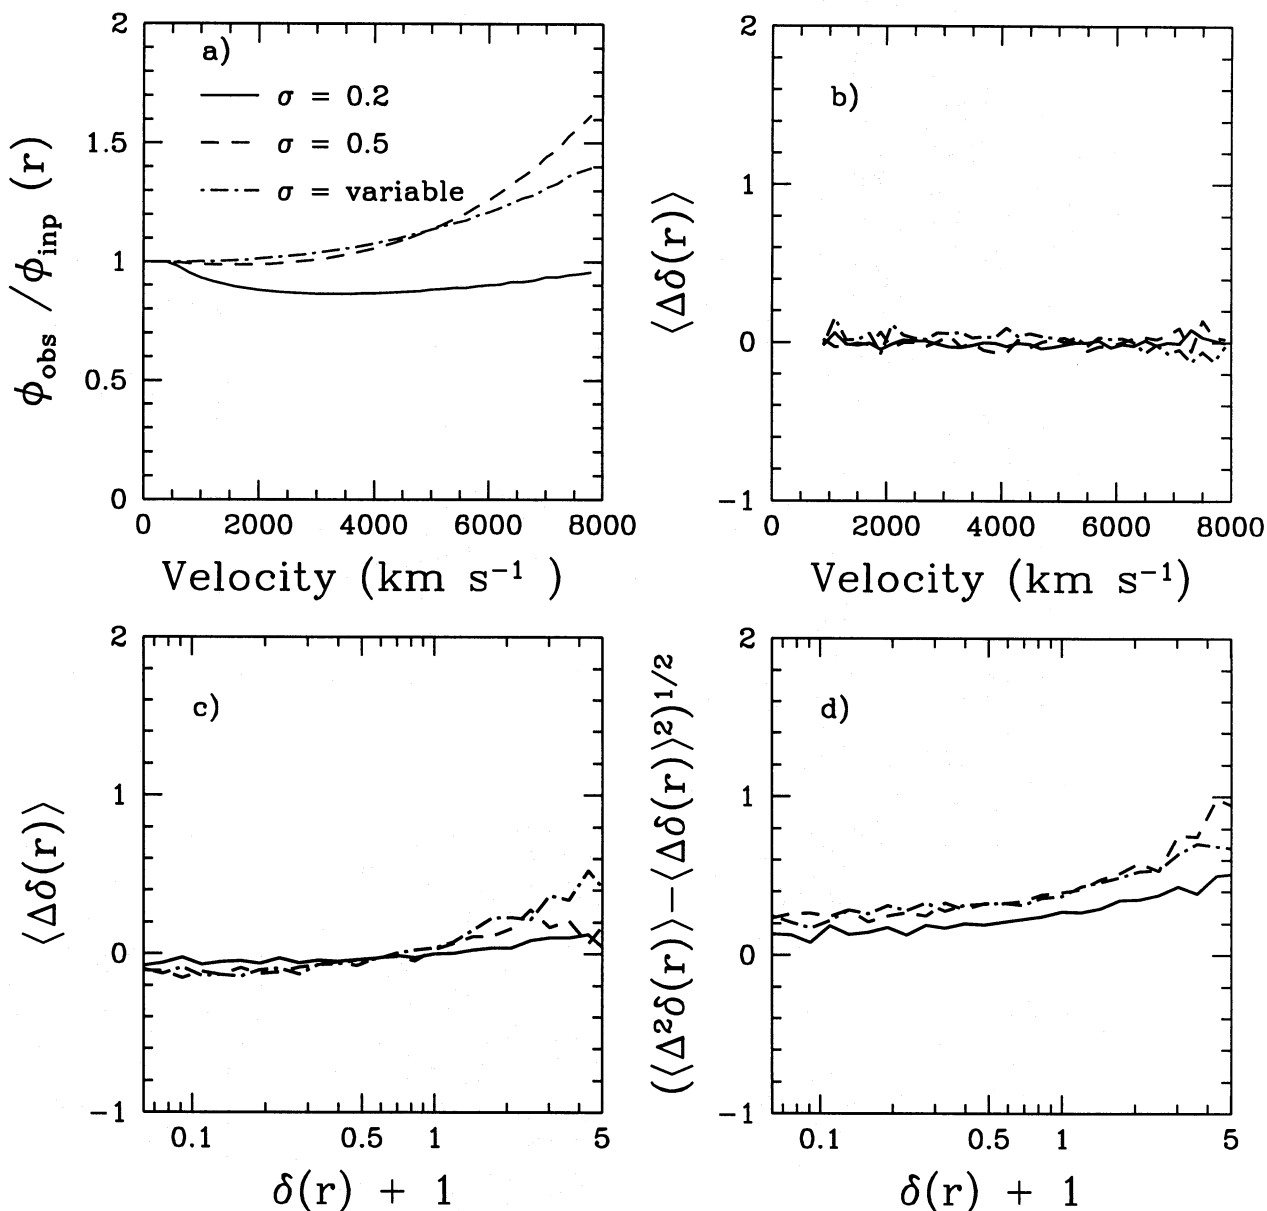 a)
σ = 0.2
σ = 0.5
σ = variable
2
1.5
1
0.5
0
0 2000 4000 6000 8000
ϕobs /ϕinp (r)
Velocity (km s⁻¹ )
b)
2
1
0
−1
0 2000 4000 6000 8000
⟨Δδ(r)⟩
Velocity (km s⁻¹)
c)
2
1
0
−1
0.1 0.5 1 5
⟨Δδ(r)⟩
δ(r) + 1
d)
2
1
0
−1
0.1 0.5 1 5
(⟨Δ²δ(r)⟩−⟨Δδ(r)⟩²)¹/²
δ(r) + 1